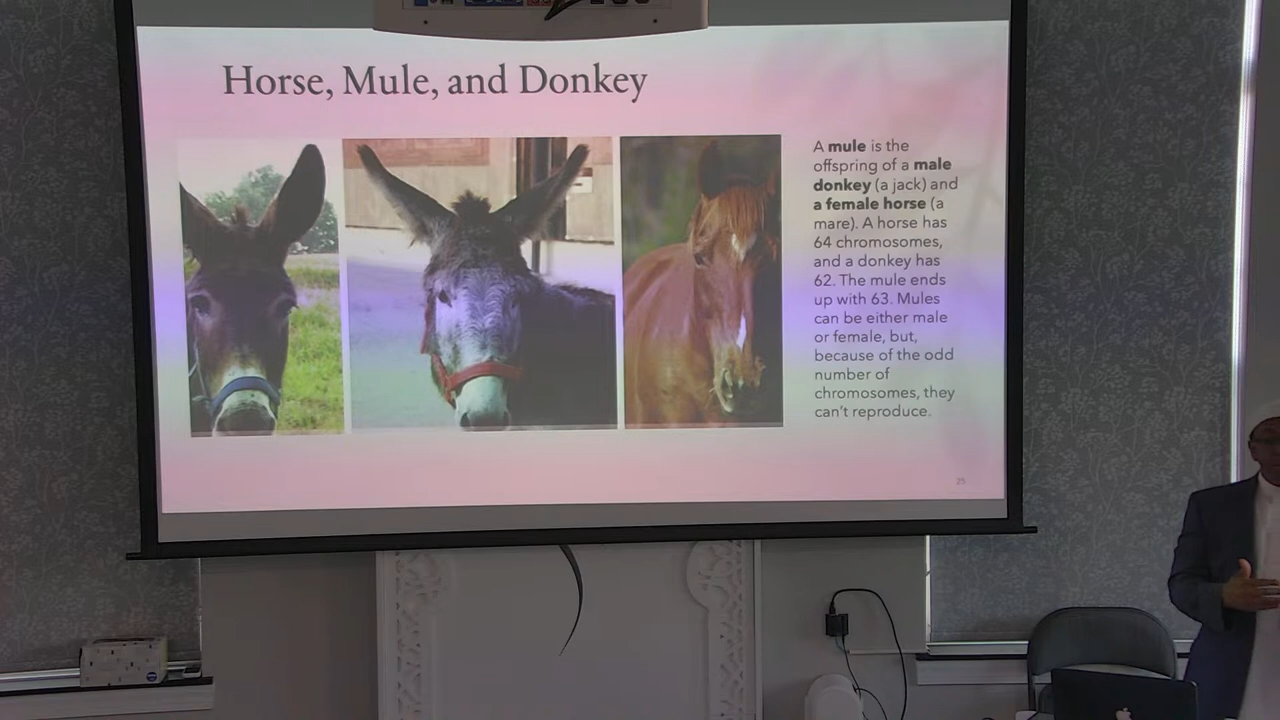 Horse, Mule, and Donkey
A mule is the
offspring of a male
donkey (a jack) and
a female horse (a
mare). A horse has
64 chromosomes,
and a donkey has
62. The mule ends
up with 63. Mules
can be either male
or female, but,
because of the odd
number of
chromosomes, they
can't reproduce.